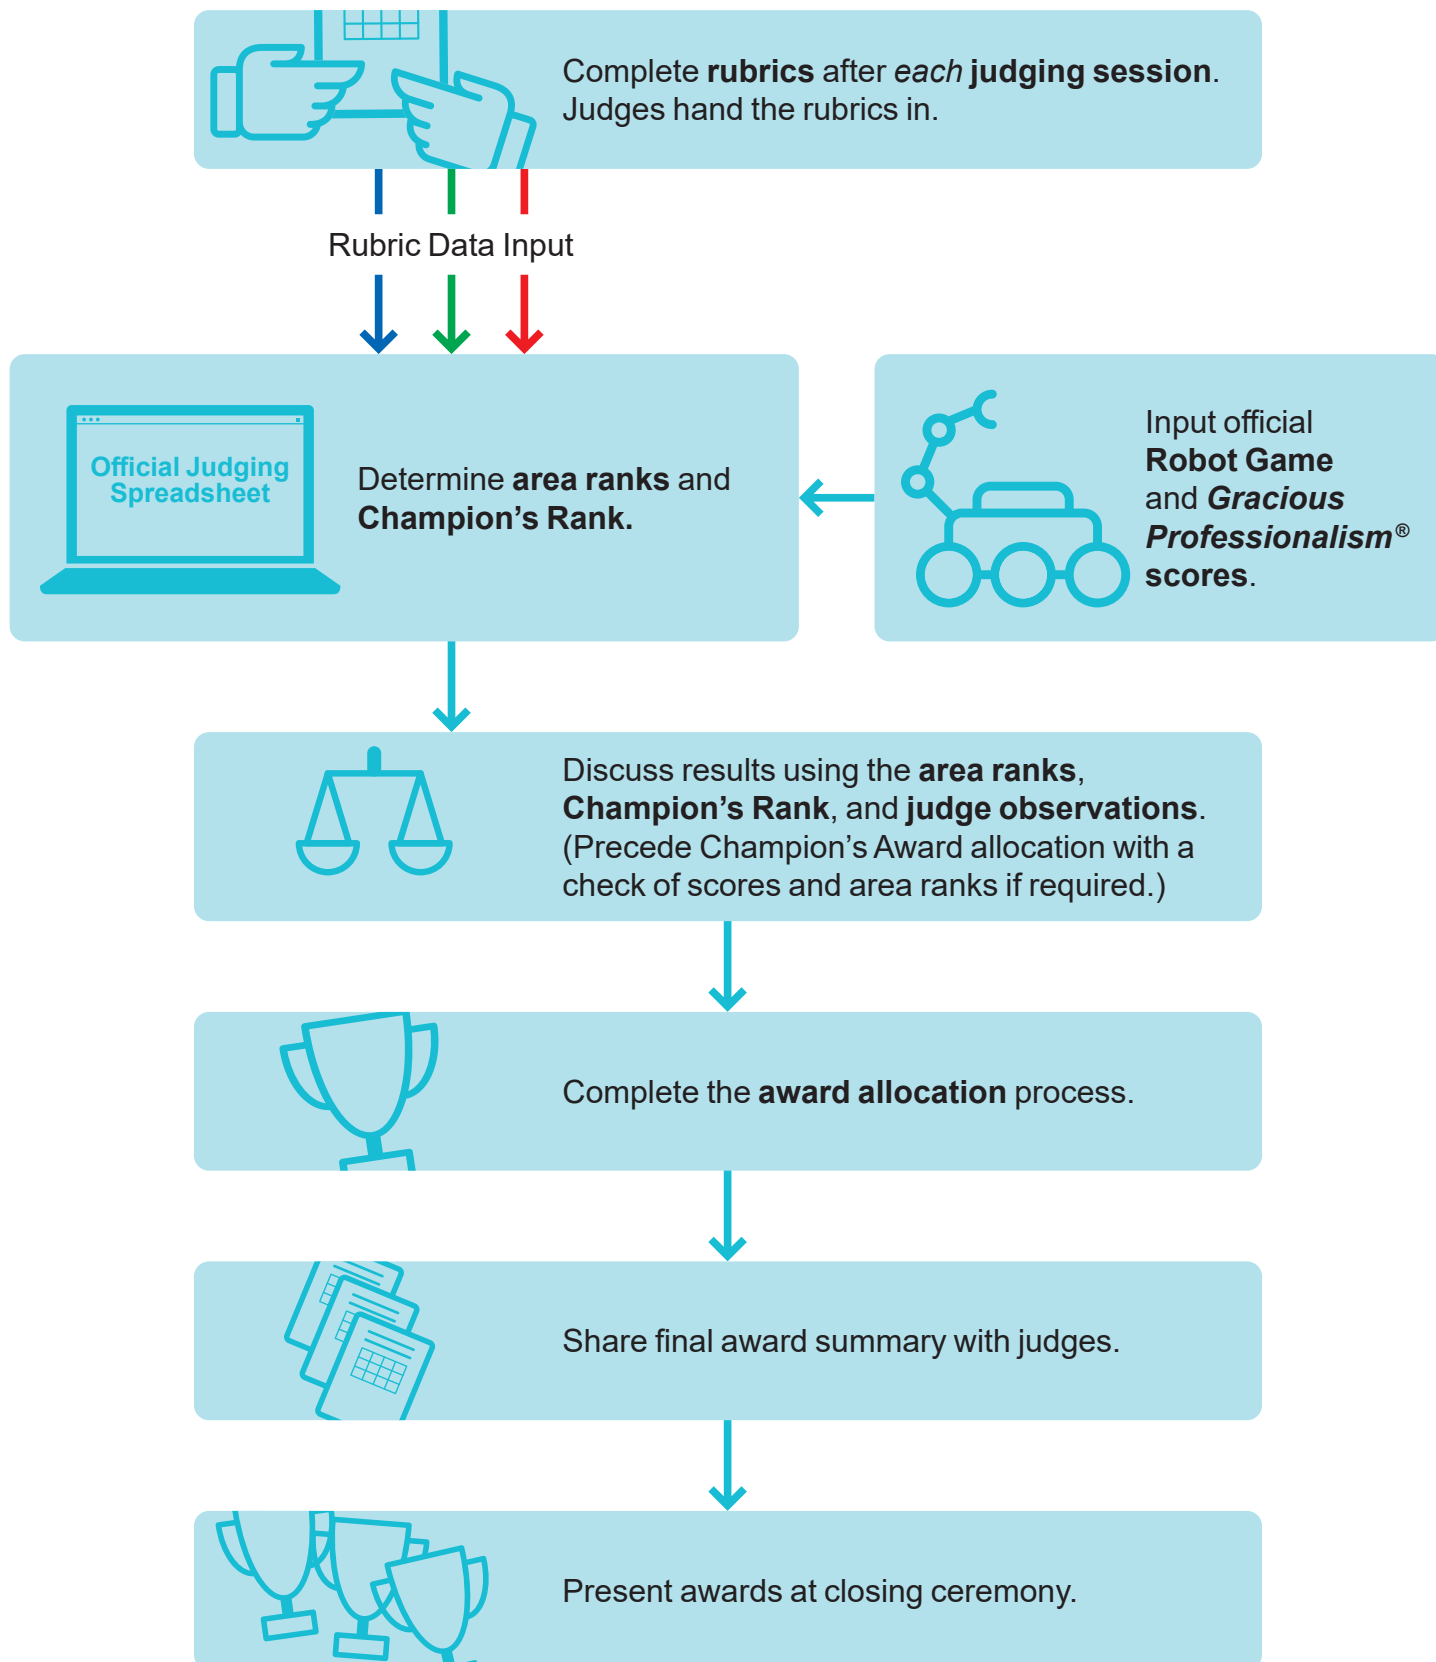 Complete rubrics after each judging session.
Judges hand the rubrics in.
Rubric Data Input
Official Judging
Spreadsheet
Determine area ranks and
Champion’s Rank.
Input official
Robot Game
and Gracious
Professionalism®
scores.
Discuss results using the area ranks,
Champion’s Rank, and judge observations.
(Precede Champion’s Award allocation with a
check of scores and area ranks if required.)
Complete the award allocation process.
Share final award summary with judges.
Present awards at closing ceremony.